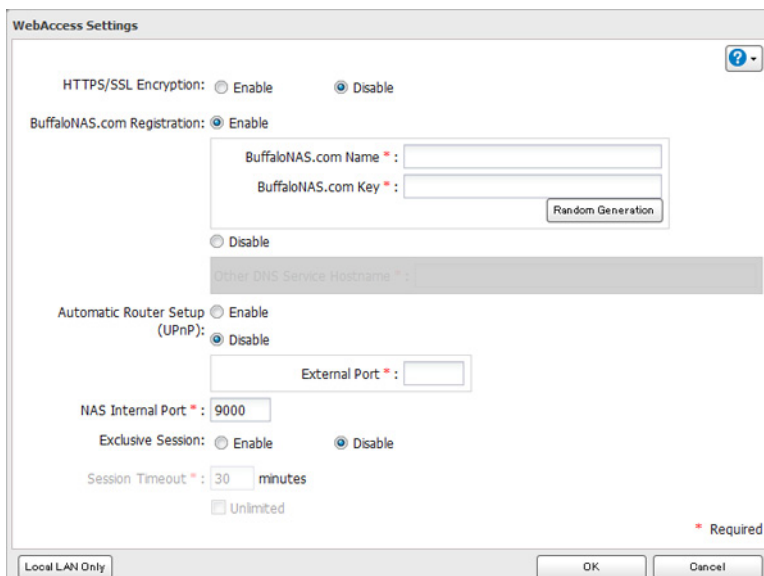 WebAccess Settings
?
HTTPS/SSL Encryption: Enable Disable
BuffaloNAS.com Registration: Enable
BuffaloNAS.com Name * :
BuffaloNAS.com Key * :
Random Generation
Disable
Other DNS Service Hostname * :
Automatic Router Setup Enable
(UPnP):
Disable
External Port * :
NAS Internal Port * : 9000
Exclusive Session: Enable Disable
Session Timeout * : 30 minutes
Unlimited
* Required
Local LAN Only OK Cancel